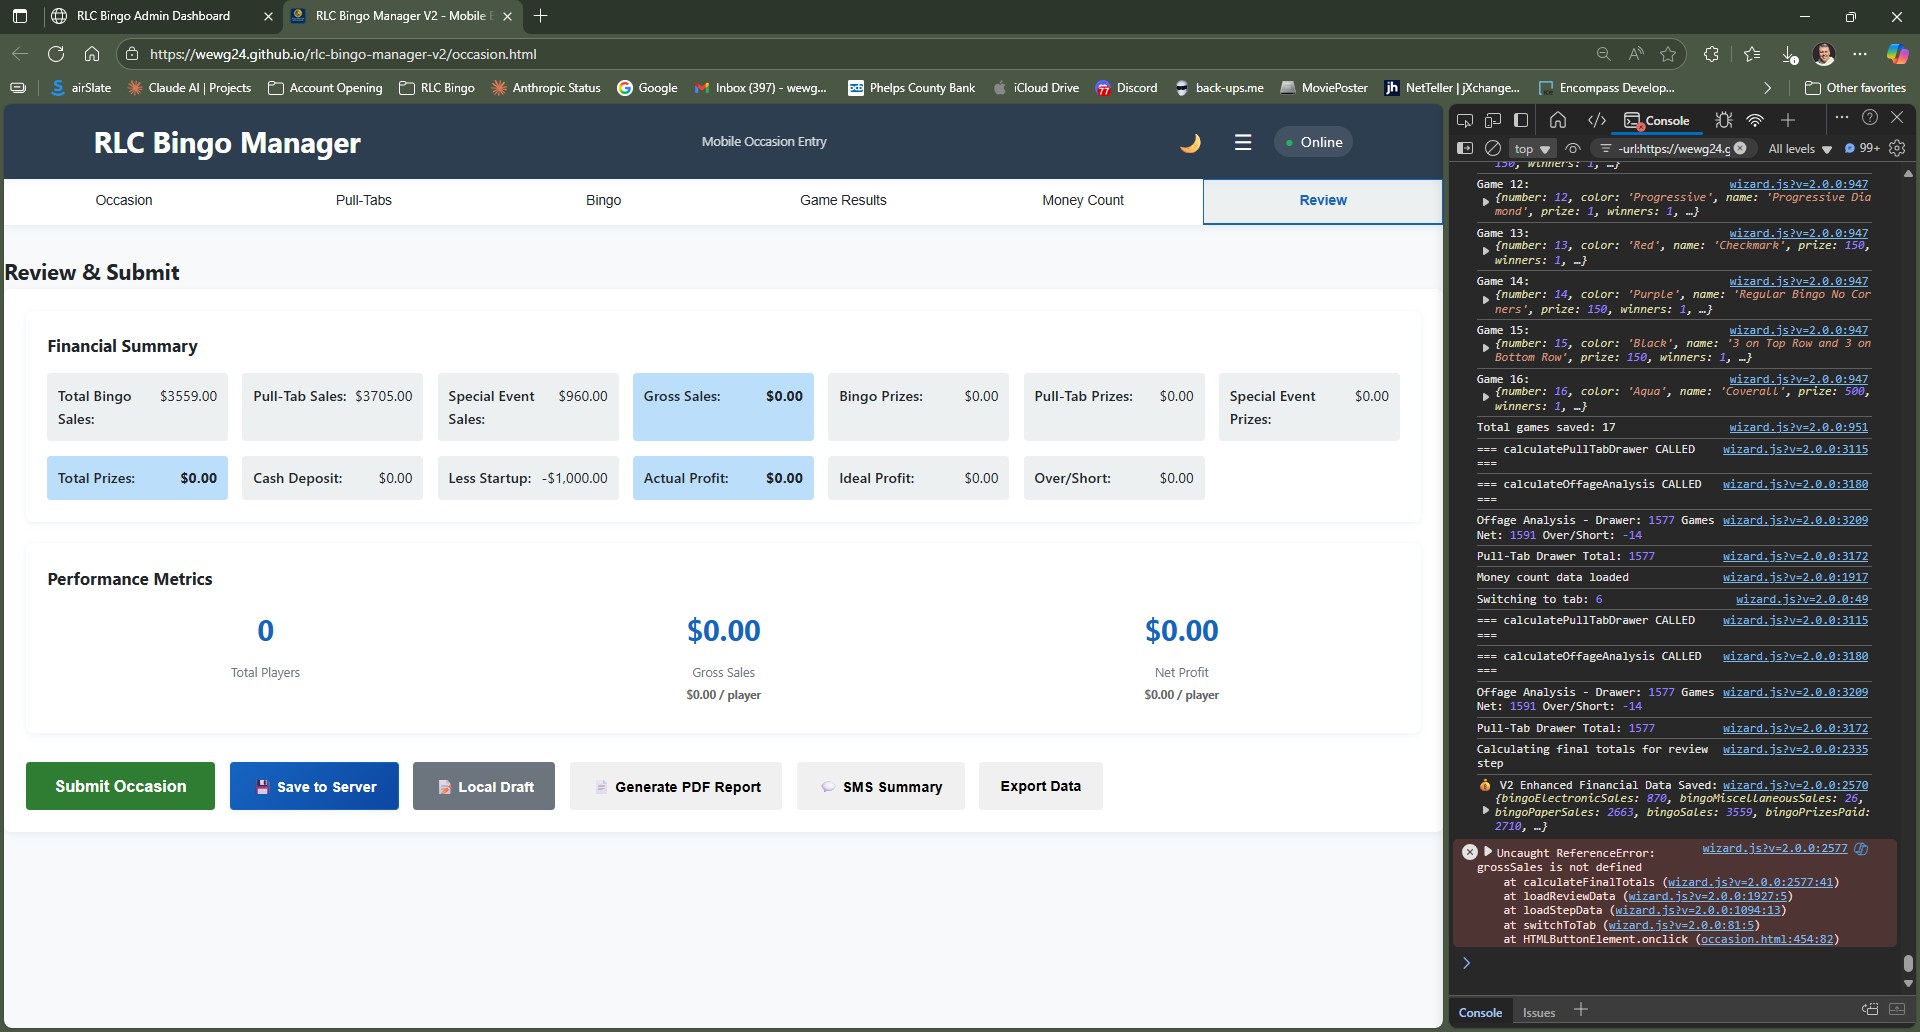 RLC Bingo Admin Dashboard
RLC Bingo Manager V2 - Mobile
https://wewg24.github.io/rlc-bingo-manager-v2/occasion.html
airSlate
Claude AI | Projects
Account Opening
RLC Bingo
Anthropic Status
Google
Inbox (397) - wewg...
Phelps County Bank
iCloud Drive
Discord
back-ups.me
MoviePoster
NetTeller | jXchange...
Encompass Develop...
Other favorites
RLC Bingo Manager
Mobile Occasion Entry
Online
Occasion
Pull-Tabs
Bingo
Game Results
Money Count
Review
Review & Submit
Financial Summary
Total Bingo Sales: $3559.00
Pull-Tab Sales: $3705.00
Special Event Sales: $960.00
Gross Sales: $0.00
Bingo Prizes: $0.00
Pull-Tab Prizes: $0.00
Special Event Prizes: $0.00
Total Prizes: $0.00
Cash Deposit: $0.00
Less Startup: -$1,000.00
Actual Profit: $0.00
Ideal Profit: $0.00
Over/Short: $0.00
Performance Metrics
0
Total Players
$0.00
Gross Sales
$0.00 / player
$0.00
Net Profit
$0.00 / player
Submit Occasion
Save to Server
Local Draft
Generate PDF Report
SMS Summary
Export Data
Console
top
-url:https://wewg24.g
All levels
99+
150, winners: 1, …}
Game 12: wizard.js?v=2.0.0:947
{number: 12, color: 'Progressive', name: 'Progressive Dia
mond', prize: 1, winners: 1, …}
Game 13: wizard.js?v=2.0.0:947
{number: 13, color: 'Red', name: 'Checkmark', prize: 150,
winners: 1, …}
Game 14: wizard.js?v=2.0.0:947
{number: 14, color: 'Purple', name: 'Regular Bingo No Cor
ners', prize: 150, winners: 1, …}
Game 15: wizard.js?v=2.0.0:947
{number: 15, color: 'Black', name: '3 on Top Row and 3 on
Bottom Row', prize: 150, winners: 1, …}
Game 16: wizard.js?v=2.0.0:947
{number: 16, color: 'Aqua', name: 'Coverall', prize: 500,
winners: 1, …}
Total games saved: 17 wizard.js?v=2.0.0:951
=== calculatePullTabDrawer CALLED wizard.js?v=2.0.0:3115
===
=== calculateOffageAnalysis CALLED wizard.js?v=2.0.0:3180
===
Offage Analysis - Drawer: 1577 Games wizard.js?v=2.0.0:3209
Net: 1591 Over/Short: -14
Pull-Tab Drawer Total: 1577 wizard.js?v=2.0.0:3172
Money count data loaded wizard.js?v=2.0.0:1917
Switching to tab: 6 wizard.js?v=2.0.0:49
=== calculatePullTabDrawer CALLED wizard.js?v=2.0.0:3115
===
=== calculateOffageAnalysis CALLED wizard.js?v=2.0.0:3180
===
Offage Analysis - Drawer: 1577 Games wizard.js?v=2.0.0:3209
Net: 1591 Over/Short: -14
Pull-Tab Drawer Total: 1577 wizard.js?v=2.0.0:3172
Calculating final totals for review wizard.js?v=2.0.0:2335
step
V2 Enhanced Financial Data Saved: wizard.js?v=2.0.0:2570
{bingoElectronicSales: 870, bingoMiscellaneousSales: 26,
bingoPaperSales: 2663, bingoSales: 3559, bingoPrizesPaid:
2710, …}
Uncaught ReferenceError: wizard.js?v=2.0.0:2577
grossSales is not defined
at calculateFinalTotals (wizard.js?v=2.0.0:2577:41)
at loadReviewData (wizard.js?v=2.0.0:1927:5)
at loadStepData (wizard.js?v=2.0.0:1094:13)
at switchToTab (wizard.js?v=2.0.0:81:5)
at HTMLButtonElement.onclick (occasion.html:454:82)
Console
Issues